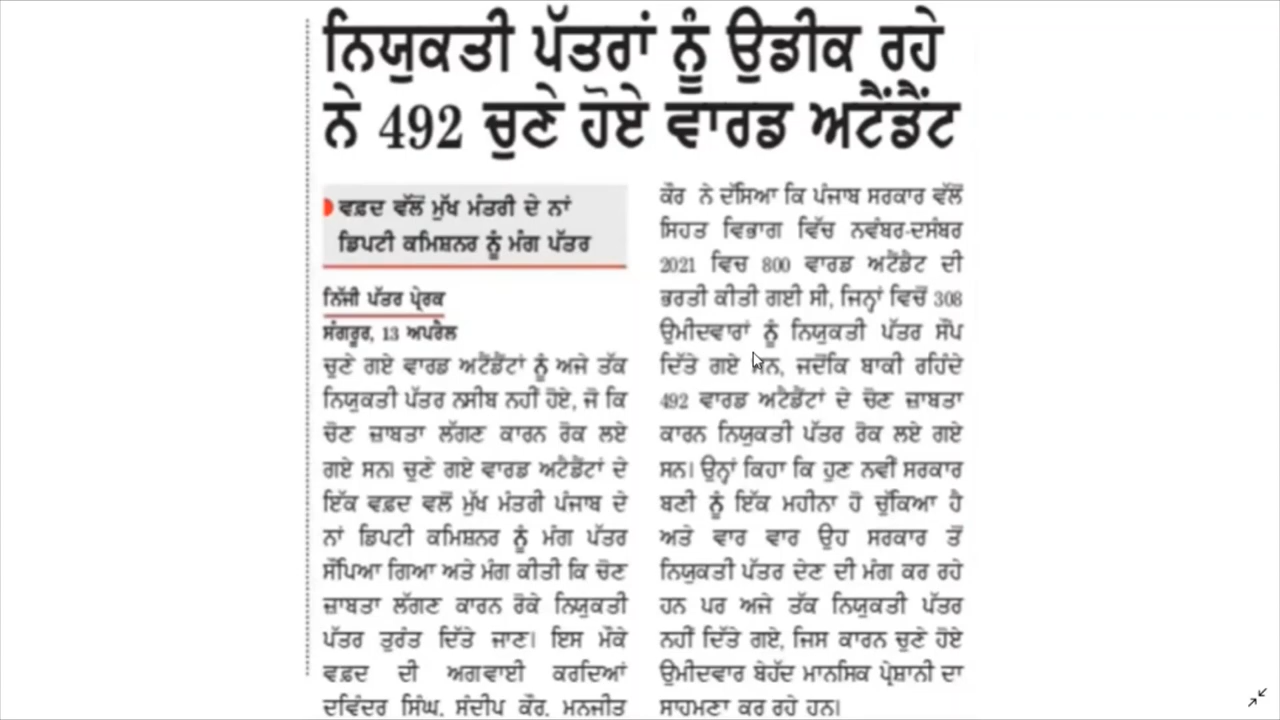 ਨਿਯੁਕਤੀ ਪੱਤਰਾਂ ਨੂੰ ਉਡੀਕ ਰਹੇ
ਨੇ 492 ਚੁਣੇ ਹੋਏ ਵਾਰਡ ਅਟੈਂਡੈਂਟ
ਵਫ਼ਦ ਵੱਲੋਂ ਮੁੱਖ ਮੰਤਰੀ ਦੇ ਨਾਂ
ਡਿਪਟੀ ਕਮਿਸ਼ਨਰ ਨੂੰ ਮੰਗ ਪੱਤਰ
ਨਿੱਜੀ ਪੱਤਰ ਪ੍ਰੇਰਕ
ਸੰਗਰੂਰ, 13 ਅਪਰੈਲ
ਚੁਣੇ ਗਏ ਵਾਰਡ ਅਟੈਂਡੈਂਟਾਂ ਨੂੰ ਅਜੇ ਤੱਕ
ਨਿਯੁਕਤੀ ਪੱਤਰ ਨਸੀਬ ਨਹੀਂ ਹੋਏ, ਜੋ ਕਿ
ਚੋਣ ਜ਼ਾਬਤਾ ਲੱਗਣ ਕਾਰਨ ਰੋਕ ਲਏ
ਗਏ ਸਨ। ਚੁਣੇ ਗਏ ਵਾਰਡ ਅਟੈਂਡੈਂਟਾਂ ਦੇ
ਇੱਕ ਵਫ਼ਦ ਵਲੋਂ ਮੁੱਖ ਮੰਤਰੀ ਪੰਜਾਬ ਦੇ
ਨਾਂ ਡਿਪਟੀ ਕਮਿਸ਼ਨਰ ਨੂੰ ਮੰਗ ਪੱਤਰ
ਸੌਂਪਿਆ ਗਿਆ ਅਤੇ ਮੰਗ ਕੀਤੀ ਕਿ ਚੋਣ
ਜ਼ਾਬਤਾ ਲੱਗਣ ਕਾਰਨ ਰੋਕੇ ਨਿਯੁਕਤੀ
ਪੱਤਰ ਤੁਰੰਤ ਦਿੱਤੇ ਜਾਣ। ਇਸ ਮੌਕੇ
ਵਫ਼ਦ ਦੀ ਅਗਵਾਈ ਕਰਦਿਆਂ
ਦਵਿੰਦਰ ਸਿੰਘ, ਸੰਦੀਪ ਕੌਰ, ਮਨਜੀਤ
ਕੌਰ ਨੇ ਦੱਸਿਆ ਕਿ ਪੰਜਾਬ ਸਰਕਾਰ ਵੱਲੋਂ
ਸਿਹਤ ਵਿਭਾਗ ਵਿੱਚ ਨਵੰਬਰ-ਦਸੰਬਰ
2021 ਵਿਚ 800 ਵਾਰਡ ਅਟੈਂਡੈਂਟ ਦੀ
ਭਰਤੀ ਕੀਤੀ ਗਈ ਸੀ, ਜਿਨ੍ਹਾਂ ਵਿਚੋਂ 308
ਉਮੀਦਵਾਰਾਂ ਨੂੰ ਨਿਯੁਕਤੀ ਪੱਤਰ ਸੌਂਪ
ਦਿੱਤੇ ਗਏ ਸਨ, ਜਦੋਂਕਿ ਬਾਕੀ ਰਹਿੰਦੇ
492 ਵਾਰਡ ਅਟੈਂਡੈਂਟਾਂ ਦੇ ਚੋਣ ਜ਼ਾਬਤਾ
ਕਾਰਨ ਨਿਯੁਕਤੀ ਪੱਤਰ ਰੋਕ ਲਏ ਗਏ
ਸਨ। ਉਨ੍ਹਾਂ ਕਿਹਾ ਕਿ ਹੁਣ ਨਵੀਂ ਸਰਕਾਰ
ਬਣੀ ਨੂੰ ਇੱਕ ਮਹੀਨਾ ਹੋ ਚੁੱਕਿਆ ਹੈ
ਅਤੇ ਵਾਰ ਵਾਰ ਉਹ ਸਰਕਾਰ ਤੋਂ
ਨਿਯੁਕਤੀ ਪੱਤਰ ਦੇਣ ਦੀ ਮੰਗ ਕਰ ਰਹੇ
ਹਨ ਪਰ ਅਜੇ ਤੱਕ ਨਿਯੁਕਤੀ ਪੱਤਰ
ਨਹੀਂ ਦਿੱਤੇ ਗਏ, ਜਿਸ ਕਾਰਨ ਚੁਣੇ ਹੋਏ
ਉਮੀਦਵਾਰ ਬੇਹੱਦ ਮਾਨਸਿਕ ਪ੍ਰੇਸ਼ਾਨੀ ਦਾ
ਸਾਹਮਣਾ ਕਰ ਰਹੇ ਹਨ।